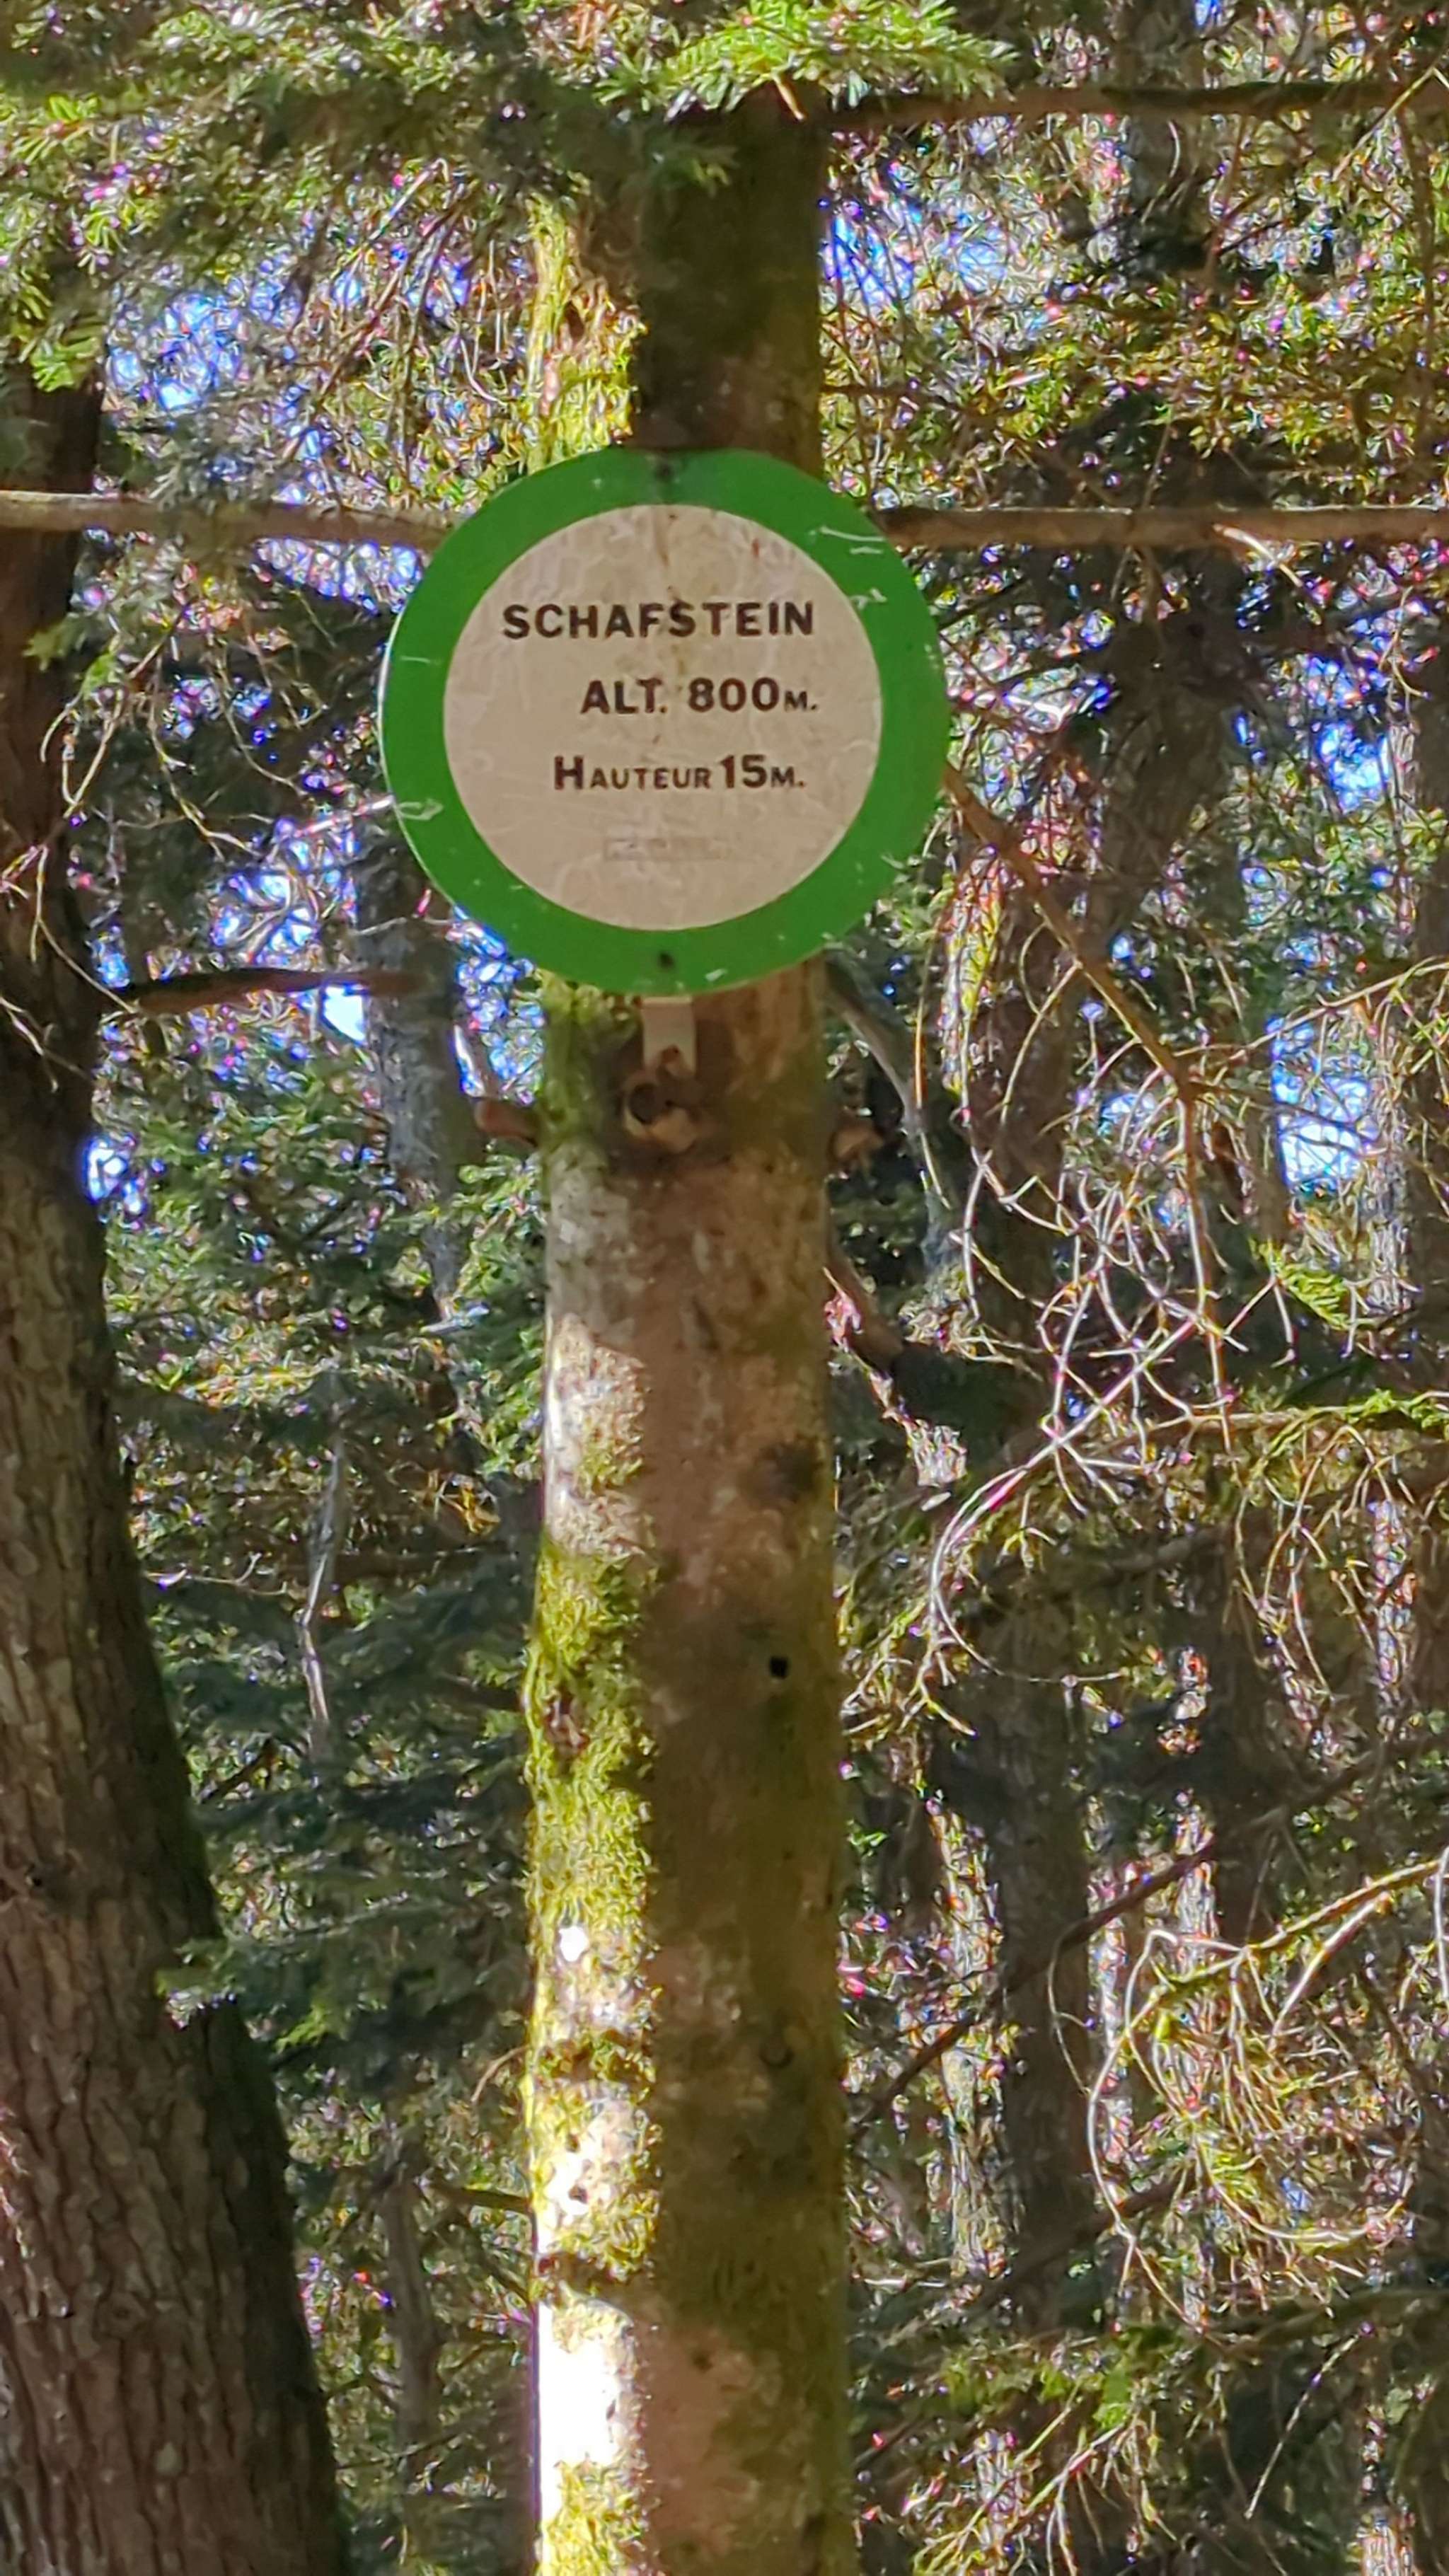 SCHAFSTEIN
ALT. 800M.
HAUTEUR 15M.